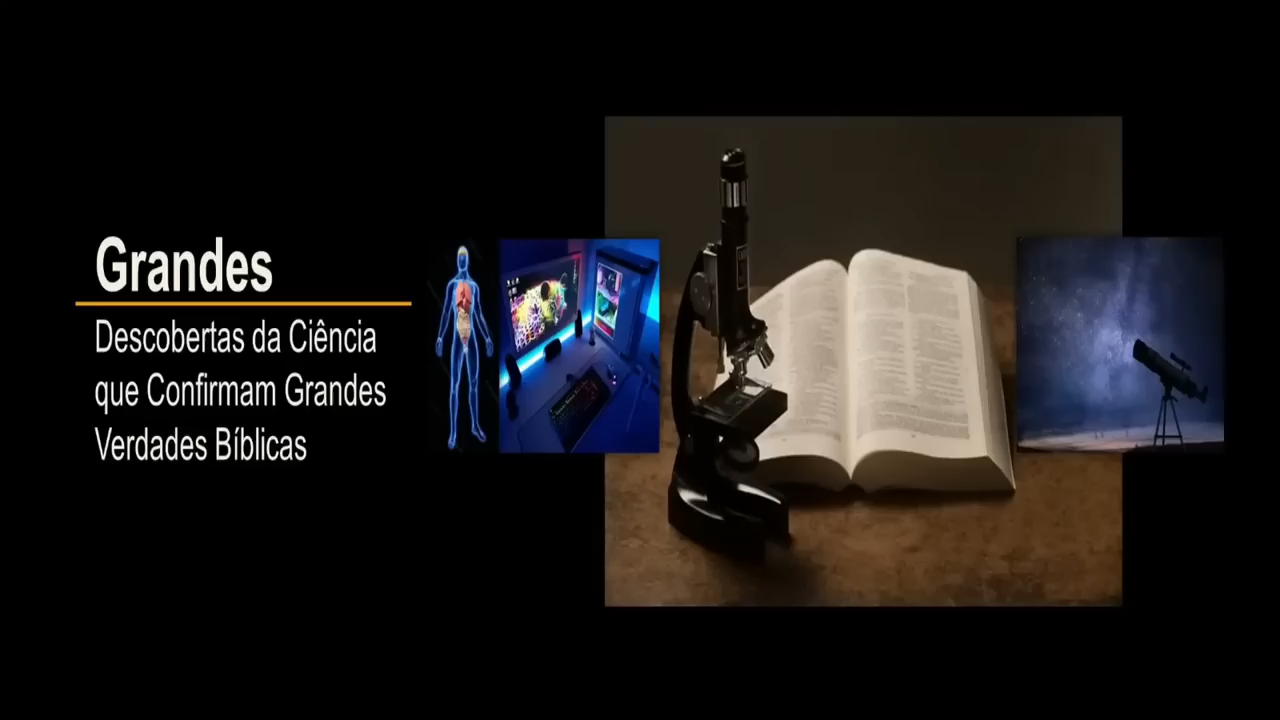 Grandes
Descobertas da Ciência
que Confirmam Grandes
Verdades Bíblicas